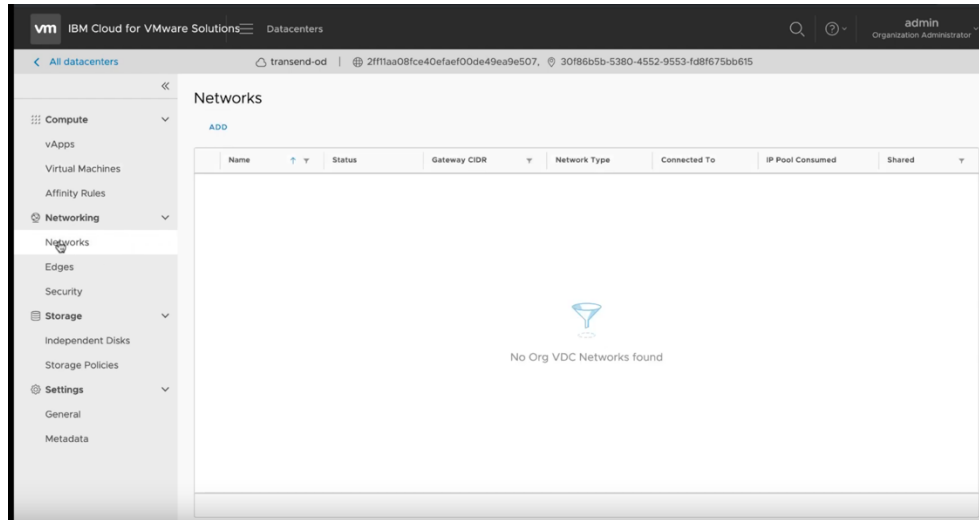 vm IBM Cloud for VMware Solutions Datacenters admin
Organization Administrator
All datacenters transend-od | 2ff11aa08fce40efaef00de49ea9e507, 30f86b5b-5380-4552-9553-fd8f675bb615
Networks
ADD
Compute
vApps
Virtual Machines
Affinity Rules
Networking
Networks
Edges
Security
Storage
Independent Disks
Storage Policies
Settings
General
Metadata
Name Status Gateway CIDR Network Type Connected To IP Pool Consumed Shared
No Org VDC Networks found